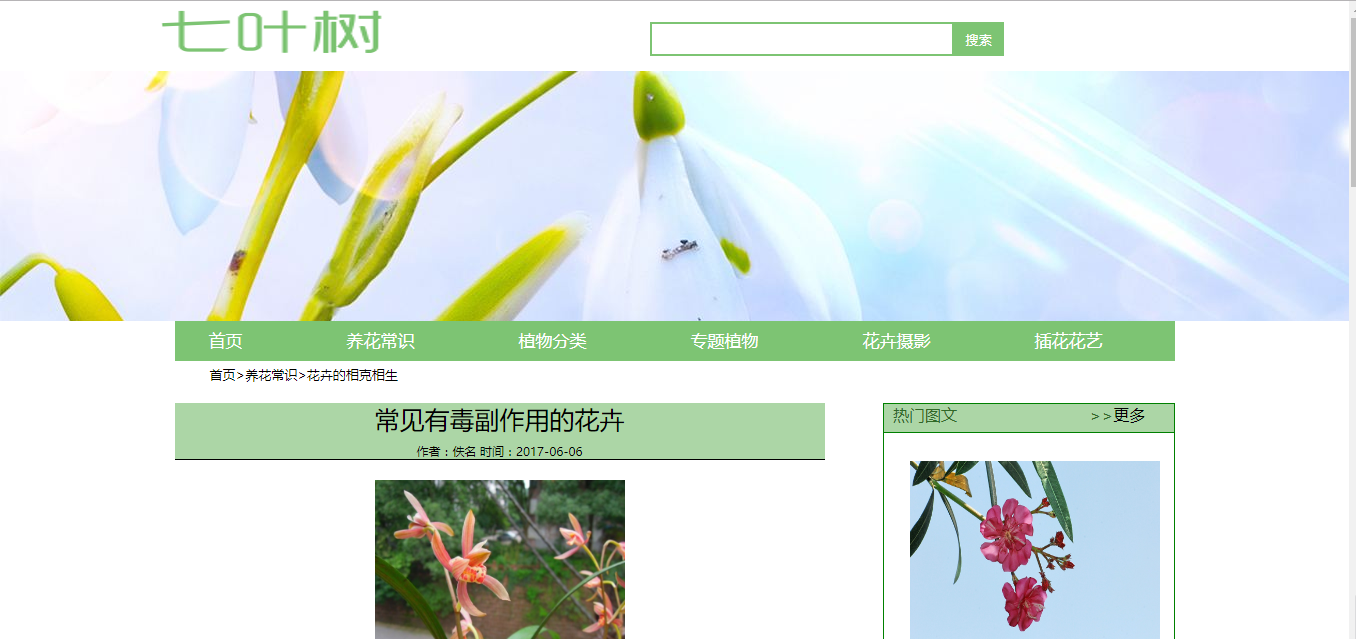 七叶树
搜索
首页 养花常识 植物分类 专题植物 花卉摄影 插花花艺
首页>养花常识>花卉的相克相生
常见有毒副作用的花卉
作者：佚名 时间：2017-06-06
热门图文 >>更多